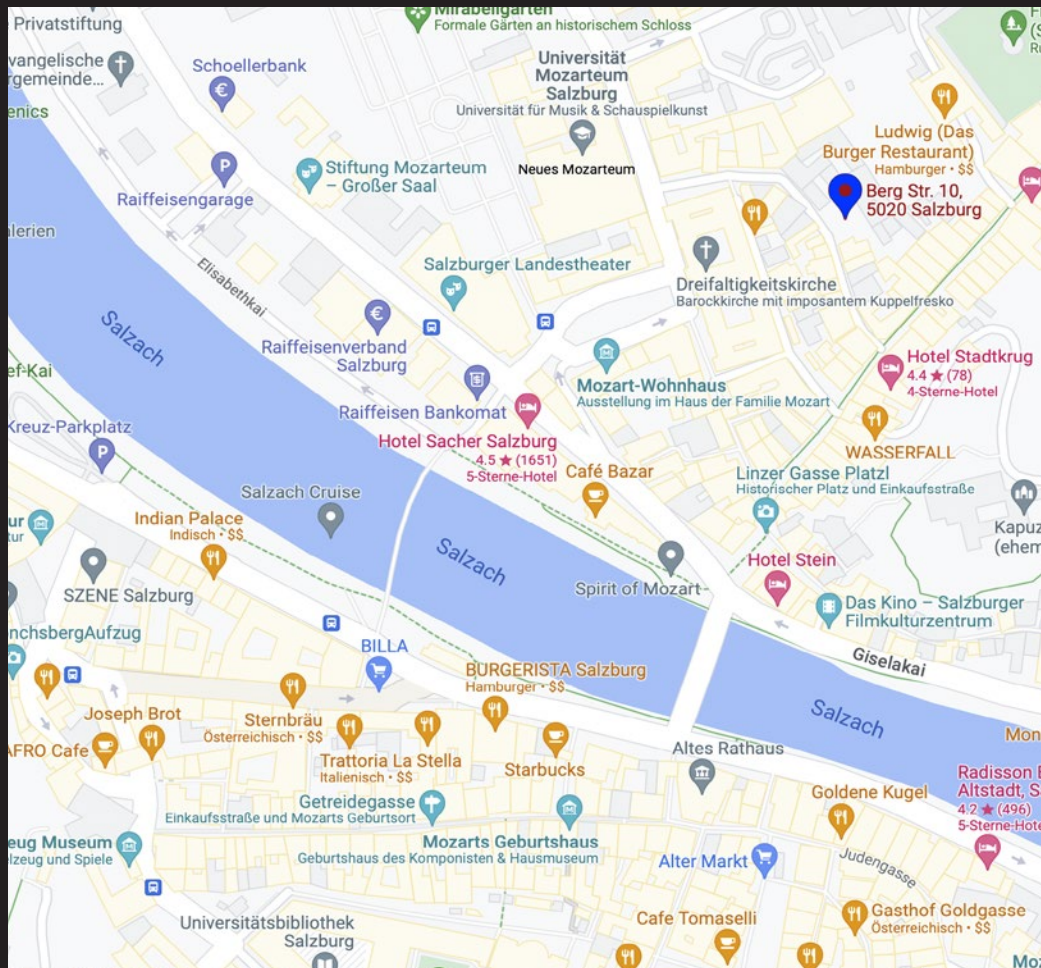 Mirabellgarten
Formale Gärten an historischem Schloss
Privatstiftung
vangelische
rgemeinde...
enics
Schoellerbank
Universität
Mozarteum
Salzburg
Universität für Musik & Schauspielkunst
Neues Mozarteum
Ludwig (Das
Burger Restaurant)
Hamburger · $$
Berg Str. 10,
5020 Salzburg
Stiftung Mozarteum
– Großer Saal
P
Raiffeisengarage
alerien
Elisabethkai
Salzburger Landestheater
Dreifaltigkeitskirche
Barockkirche mit imposantem Kuppelfresko
Salzach
Raiffeisenverband
Salzburg
ef-Kai
Mozart-Wohnhaus
Ausstellung im Haus der Familie Mozart
Hotel Stadtkrug
4.4 ★ (78)
4-Sterne-Hotel
Raiffeisen Bankomat
Hotel Sacher Salzburg
4.5 ★ (1651)
5-Sterne-Hotel
Kreuz-Parkplatz
P
WASSERFALL
Café Bazar
Linzer Gasse Platzl
Historischer Platz und Einkaufsstraße
Salzach Cruise
Kapuz
(ehem
ur
tur
Indian Palace
Indisch · $$
Salzach
Hotel Stein
Spirit of Mozart
SZENE Salzburg
Das Kino – Salzburger
Filmkulturzentrum
Giselakai
nchsbergAufzug
BILLA
BURGERISTA Salzburg
Hamburger · $$
Joseph Brot
Sternbräu
Österreichisch · $$
Salzach
AFRO Cafe
Trattoria La Stella
Italienisch · $$
Starbucks
Altes Rathaus
Mon
Radisson B
Altstadt, Sa
4.2 ★ (496)
5-Sterne-Hote
Getreidegasse
Einkaufsstraße und Mozarts Geburtsort
Goldene Kugel
eug Museum
elzeug und Spiele
Mozarts Geburtshaus
Geburtshaus des Komponisten & Hausmuseum
Alter Markt
Judengasse
Universitätsbibliothek
Salzburg
Cafe Tomaselli
Gasthof Goldgasse
Österreichisch · $$
Moz